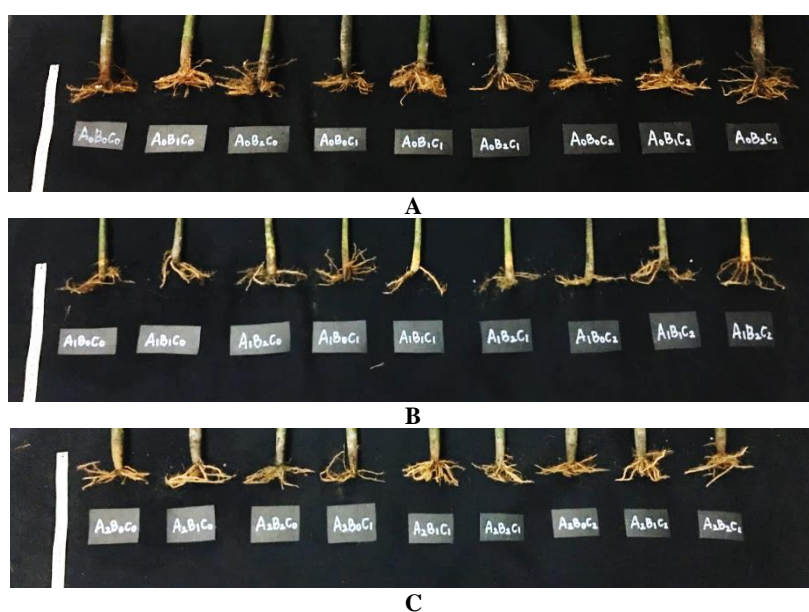 A₀B₀C₀ A₀B₁C₀ A₀B₂C₀ A₀B₀C₁ A₀B₁C₁ A₀B₂C₁ A₀B₀C₂ A₀B₁C₂ A₀B₂C₂
A
A₁B₀C₀ A₁B₁C₀ A₁B₂C₀ A₁B₀C₁ A₁B₁C₁ A₁B₂C₁ A₁B₀C₂ A₁B₁C₂ A₁B₂C₂
B
A₂B₀C₀ A₂B₁C₀ A₂B₂C₀ A₂B₀C₁ A₂B₁C₁ A₂B₂C₁ A₂B₀C₂ A₂B₁C₂ A₂B₂C₂
C